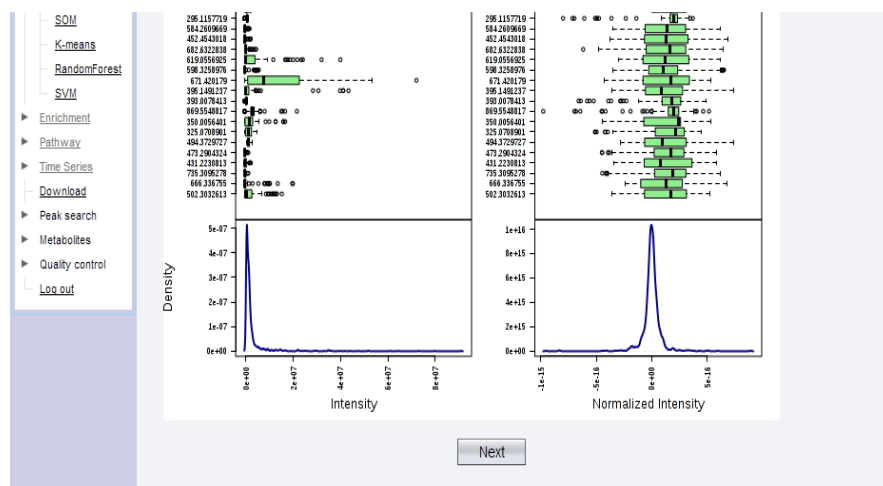 SOM
K-means
RandomForest
SVM
Enrichment
Pathway
Time Series
Download
Peak search
Metabolites
Quality control
Log out
295.1157719
584.2609669
452.4543018
682.6322838
619.0556925
598.3258976
671.420179
395.1491237
393.0078413
869.5548817
350.0056401
325.0708901
494.3729727
473.2904324
431.2230813
735.3095278
666.336755
502.3032613
295.1157719
584.2609669
452.4543018
682.6322838
619.0556925
598.3258976
671.420179
395.1491237
393.0078413
869.5548817
350.0056401
325.0708901
494.3729727
473.2904324
431.2230813
735.3095278
666.336755
502.3032613
Density
5e-07
4e-07
3e-07
2e-07
1e-07
0e+00
0e+00
2e+07
4e+07
6e+07
8e+07
Intensity
1e+16
8e+15
6e+15
4e+15
2e+15
0e+00
-1e-15
-5e-16
0e+00
5e-16
Normalized Intensity
Next